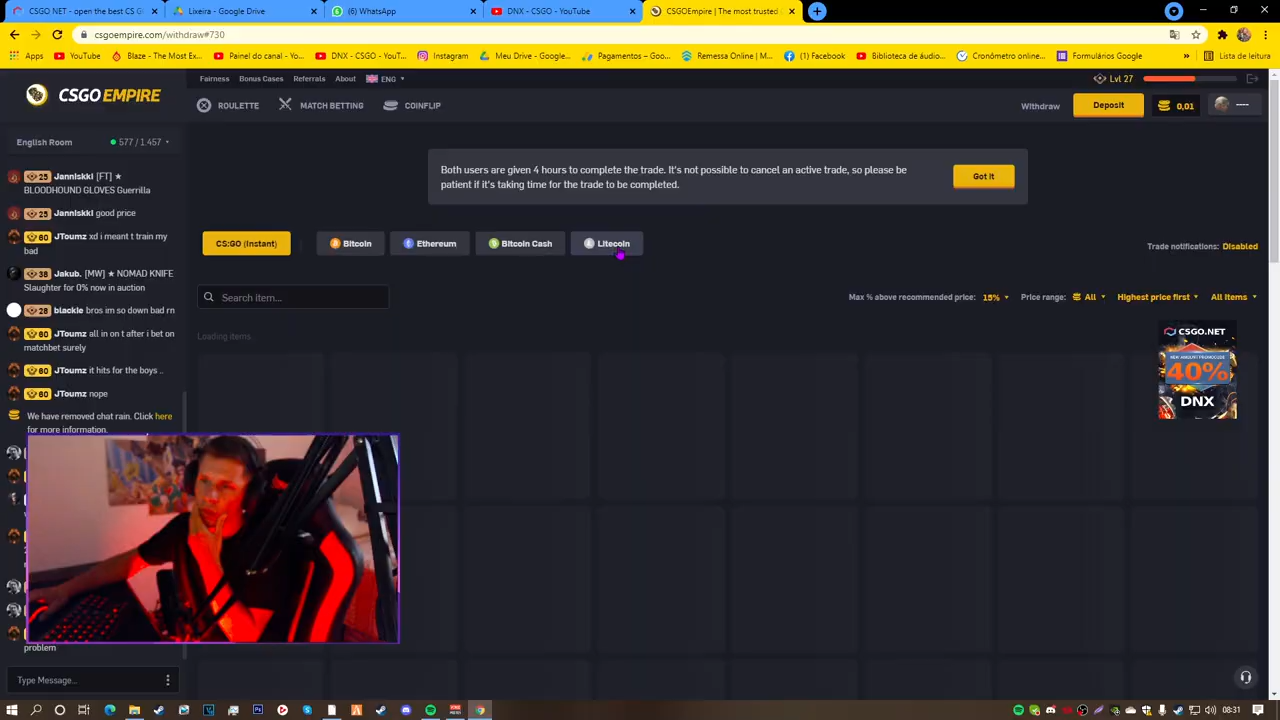 CS GO NET - open the best CS G
Lixeira - Google Drive
(6) WhatsApp
DNX - CSGO - YouTube
CSGOEmpire | The most trusted
csgoempire.com/withdraw#730
Apps
YouTube
Blaze - The Most Ex...
Painel do canal - Yo...
DNX - CSGO - YouT...
Instagram
Meu Drive - Google...
Pagamentos – Goo...
Remessa Online | M...
(3) Facebook
Biblioteca de áudio...
Cronômetro online...
Formulários Google
»
Lista de leitura
Fairness
Bonus Cases
Referrals
About
ENG
Lvl 27
CSGOEMPIRE
ROULETTE
MATCH BETTING
COINFLIP
Withdraw
Deposit
0,01
----
English Room
577 / 1.457
25 Janniskki [FT] ★
BLOODHOUND GLOVES Guerrilla
25 Janniskki good price
60 JToumz xd i meant t train my
bad
38 Jakub. [MW] ★ NOMAD KNIFE
Slaughter for 0% now in auction
28 blackie bros im so down bad rn
60 JToumz all in on t after i bet on
matchbet surely
60 JToumz it hits for the boys ..
60 JToumz nope
We have removed chat rain. Click here
for more information.
problem
Type Message...
Both users are given 4 hours to complete the trade. It's not possible to cancel an active trade, so please be
patient if it's taking time for the trade to be completed.
Got it
CS:GO (Instant)
Bitcoin
Ethereum
Bitcoin Cash
Litecoin
Trade notifications: Disabled
Search item...
Max % above recommended price: 15%
Price range: All
Highest price first
All Items
Loading items
CSGO.NET
40%
DNX
08:31